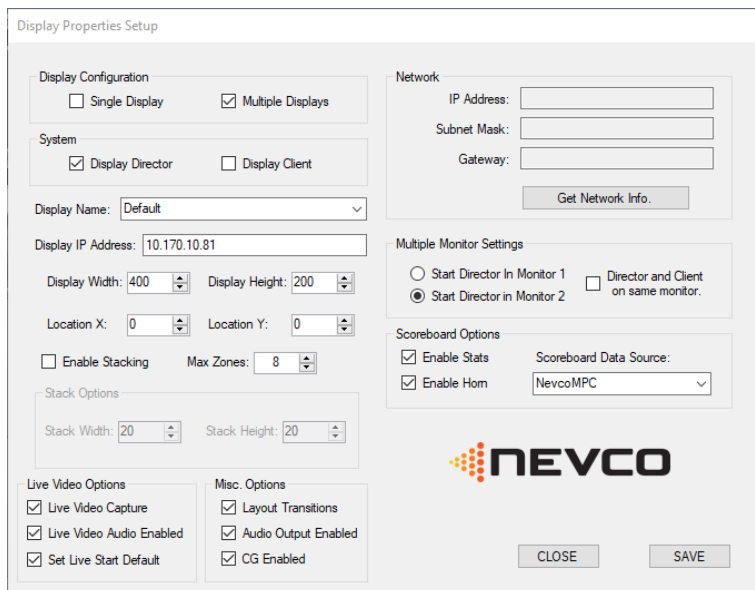 Display Properties Setup
Display Configuration
Single Display
Multiple Displays
System
Display Director
Display Client
Display Name: Default
Display IP Address: 10.170.10.81
Display Width: 400
Display Height: 200
Location X: 0
Location Y: 0
Enable Stacking
Max Zones: 8
Stack Options
Stack Width: 20
Stack Height: 20
Live Video Options
Live Video Capture
Live Video Audio Enabled
Set Live Start Default
Misc. Options
Layout Transitions
Audio Output Enabled
CG Enabled
Network
IP Address:
Subnet Mask:
Gateway:
Get Network Info.
Multiple Monitor Settings
Start Director In Monitor 1
Start Director in Monitor 2
Director and Client
on same monitor.
Scoreboard Options
Enable Stats
Enable Horn
Scoreboard Data Source:
NevcoMPC
NEVCO
CLOSE
SAVE